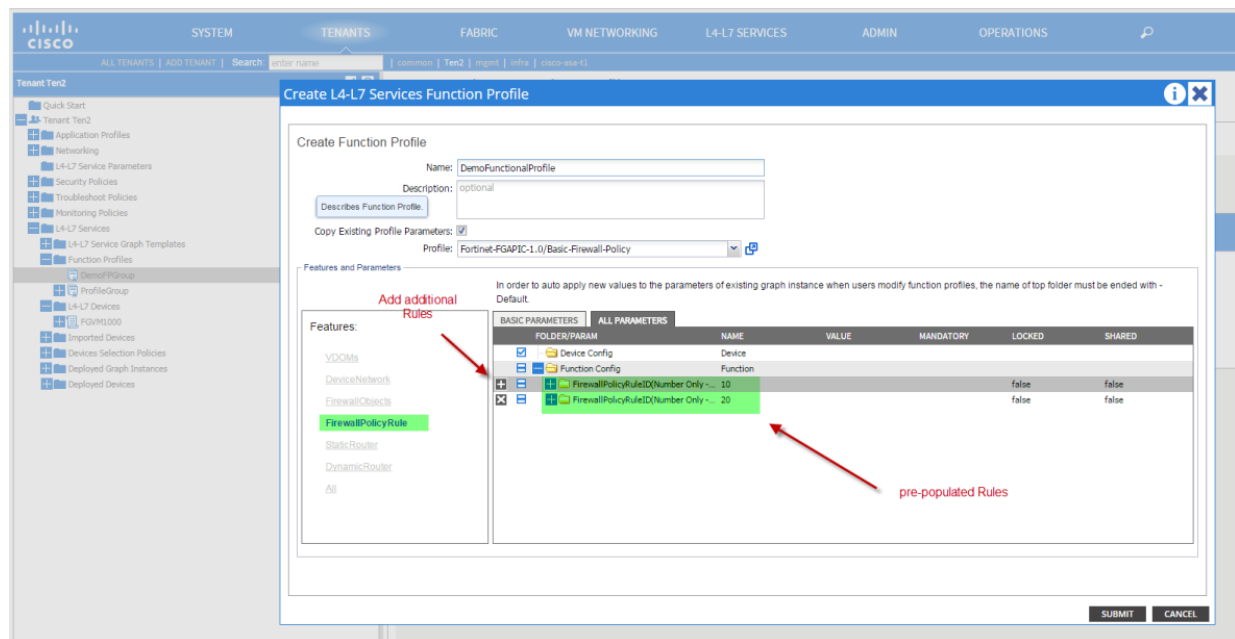 CISCO
SYSTEM TENANTS FABRIC VM NETWORKING L4-L7 SERVICES ADMIN OPERATIONS
ALL TENANTS | ADD TENANT | Search: enter name | common | Ten2 | mgmt | infra | cisco-asa-t1
Tenant Ten2
Quick Start
Tenant Ten2
Application Profiles
Networking
L4-L7 Service Parameters
Security Policies
Troubleshoot Policies
Monitoring Policies
L4-L7 Services
L4-L7 Service Graph Templates
Function Profiles
DemoFPGroup
ProfileGroup
L4-L7 Devices
FGVM1000
Imported Devices
Devices Selection Policies
Deployed Graph Instances
Deployed Devices
Create L4-L7 Services Function Profile
i
Create Function Profile
Name: DemoFunctionalProfile
Description: optional
Describes Function Profile.
Copy Existing Profile Parameters:
Profile: Fortinet-FGAPIC-1.0/Basic-Firewall-Policy
Features and Parameters
Add additional
Rules
Features:
VDOMs
DeviceNetwork
FirewallObjects
FirewallPolicyRule
StaticRouter
DynamicRouter
All
In order to auto apply new values to the parameters of existing graph instance when users modify function profiles, the name of top folder must be ended with -
Default.
BASIC PARAMETERS ALL PARAMETERS
FOLDER/PARAM NAME VALUE MANDATORY LOCKED SHARED
Device Config Device
Function Config Function
FirewallPolicyRuleID(Number Only -... 10 false false
FirewallPolicyRuleID(Number Only -... 20 false false
pre-populated Rules
SUBMIT CANCEL